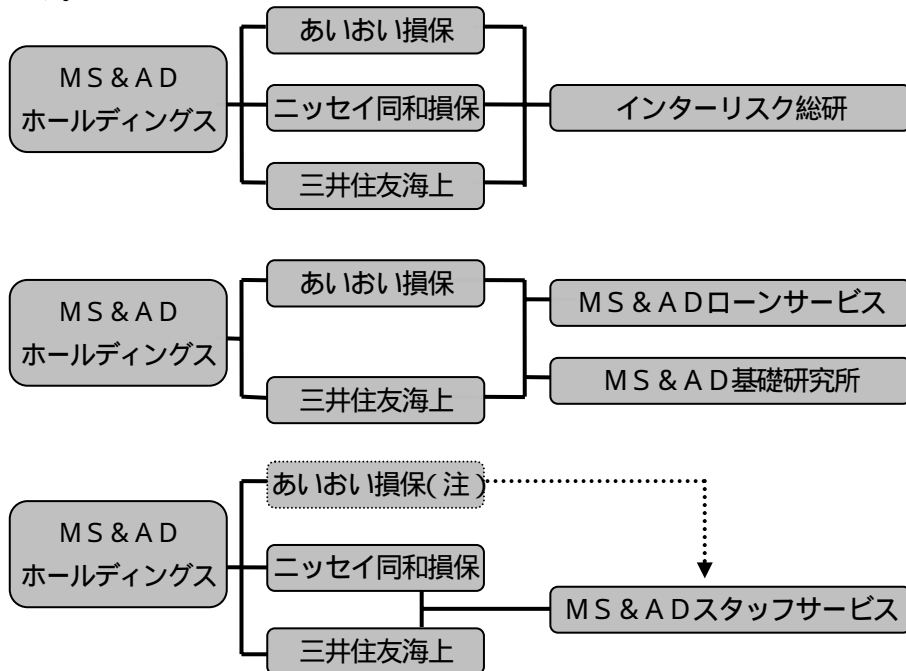 MS&AD
ホールディングス
あいおい損保
ニッセイ同和損保
三井住友海上
インターリスク総研
MS&AD
ホールディングス
あいおい損保
三井住友海上
MS&ADローンサービス
MS&AD基礎研究所
MS&AD
ホールディングス
あいおい損保(注)
ニッセイ同和損保
三井住友海上
MS&ADスタッフサービス